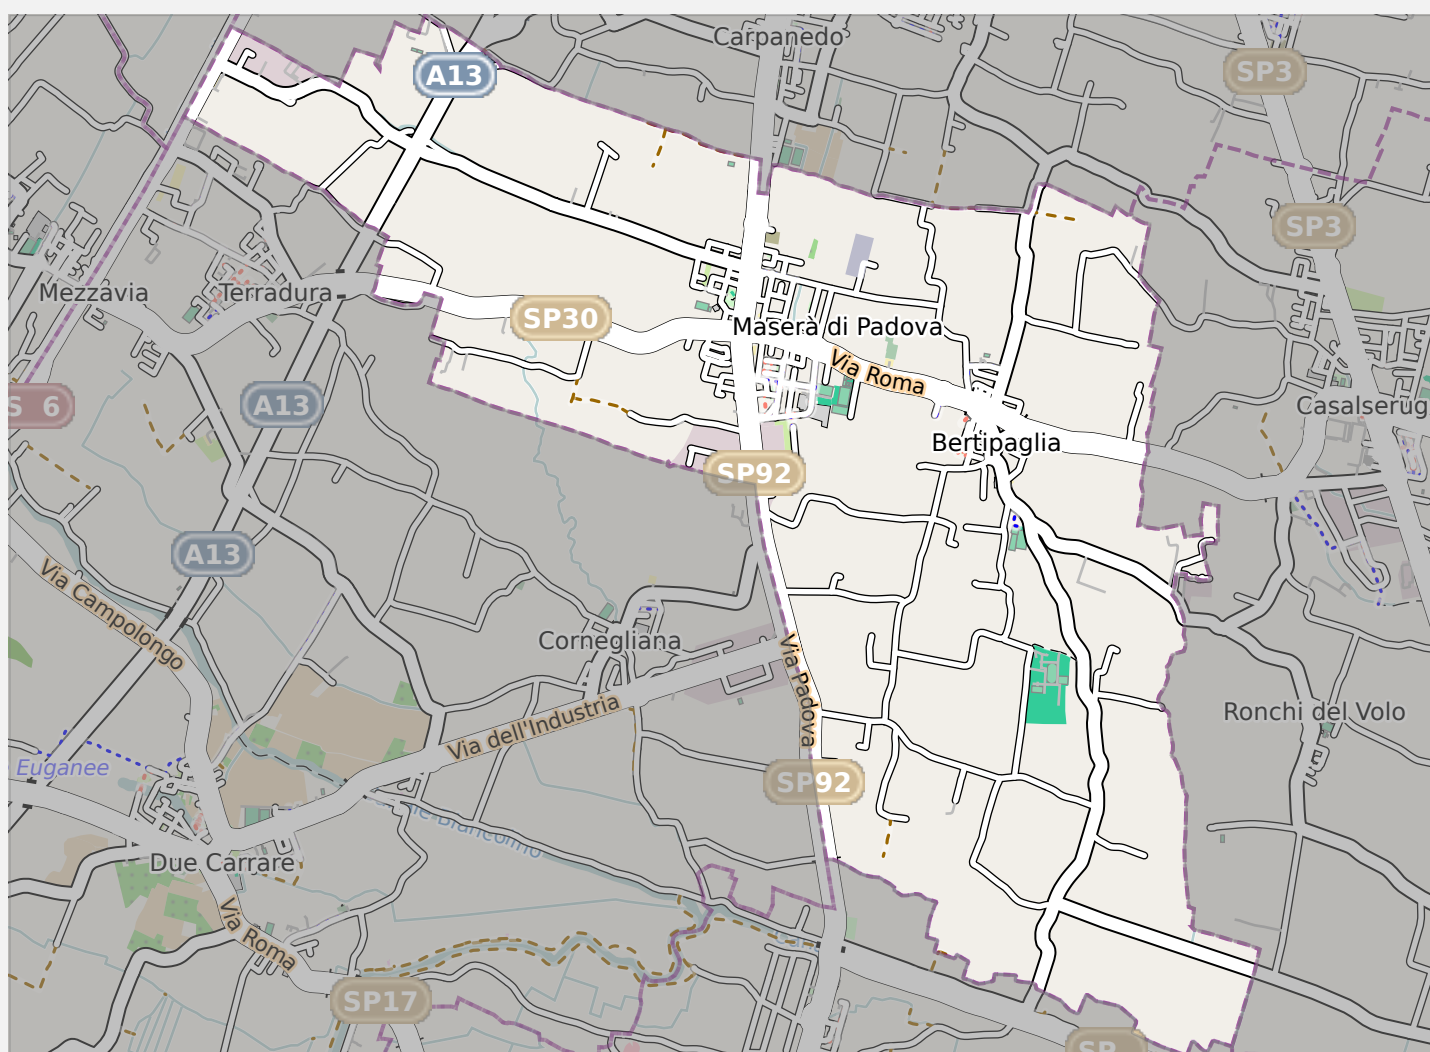 Carpanedo
A13
SP3
SP3
Mezzavia
Terradura
SP30
Maserà di Padova
Via Roma
S 6
A13
Casalserug
Bertipaglia
SP92
A13
Via Campolongo
Cornegliana
Via Padova
Via dell'Industria
Ronchi del Volo
Euganee
SP92
Due Carrare
Via Roma
SP17
SP